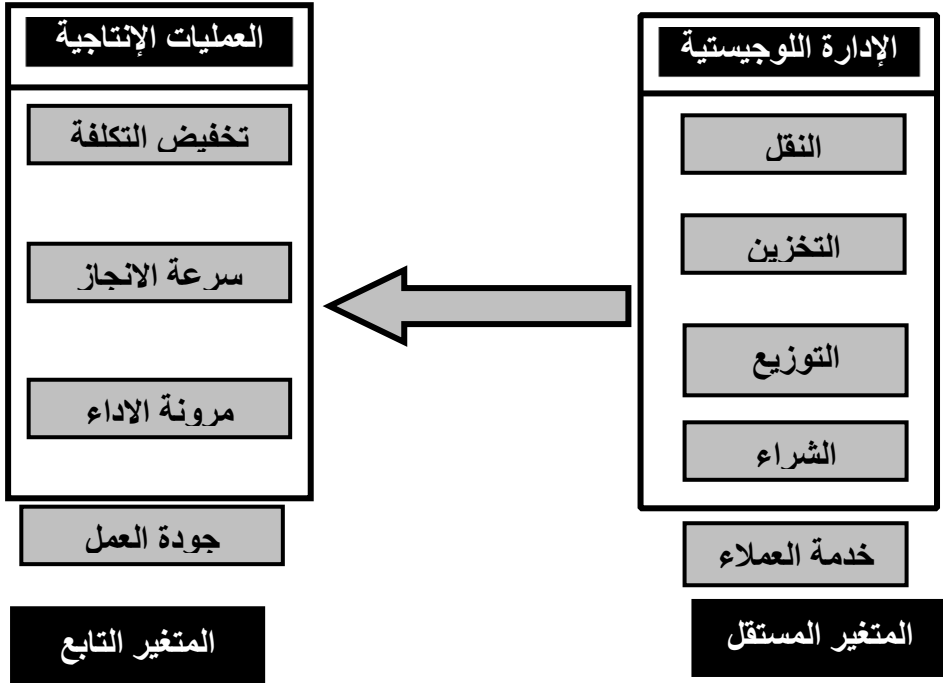 الإدارة اللوجيستية
النقل
التخزين
التوزيع
الشراء
خدمة العملاء
المتغير المستقل
العمليات الإنتاجية
تخفيض التكلفة
سرعة الانجاز
مرونة الاداء
جودة العمل
المتغير التابع